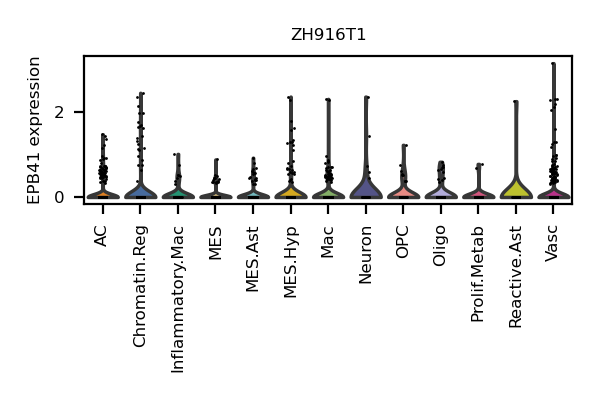 ZH916T1
EPB41 expression
2
0
AC
Chromatin.Reg
Inflammatory.Mac
MES
MES.Ast
MES.Hyp
Mac
Neuron
OPC
Oligo
Prolif.Metab
Reactive.Ast
Vasc